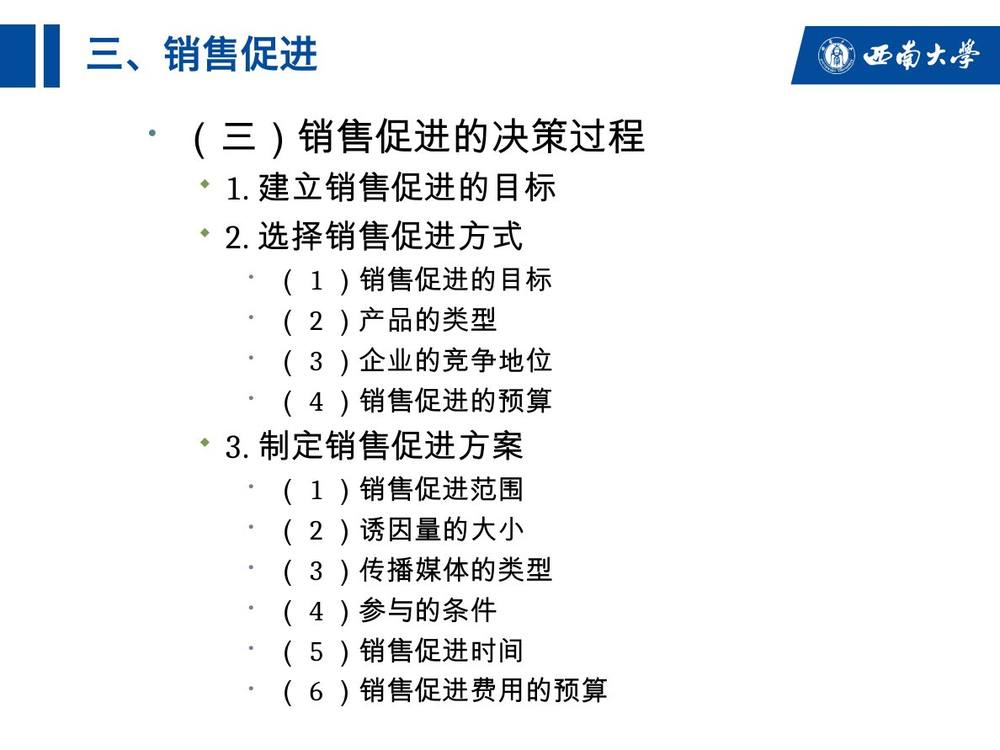 三、销售促进
西南大学
（三）销售促进的决策过程
1. 建立销售促进的目标
2. 选择销售促进方式
（1）销售促进的目标
（2）产品的类型
（3）企业的竞争地位
（4）销售促进的预算
3. 制定销售促进方案
（1）销售促进范围
（2）诱因量的大小
（3）传播媒体的类型
（4）参与的条件
（5）销售促进时间
（6）销售促进费用的预算